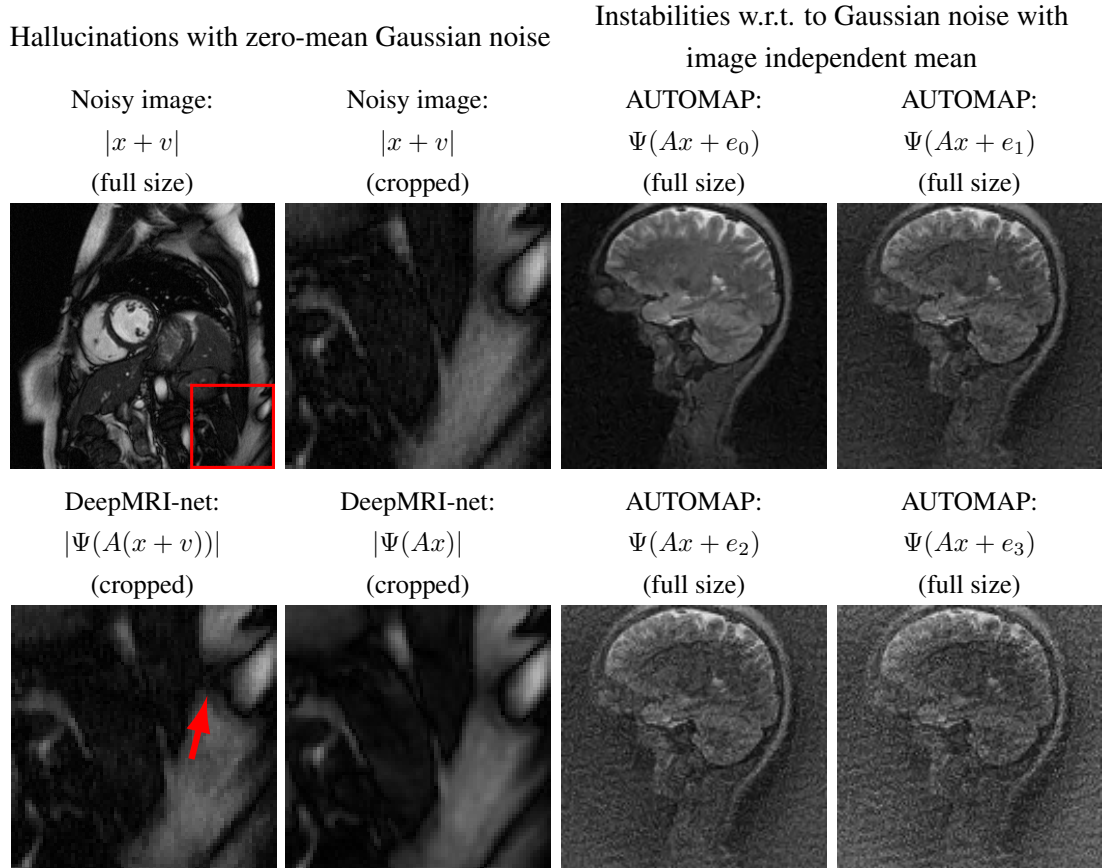 Hallucinations with zero-mean Gaussian noise
Instabilities w.r.t. to Gaussian noise with
image independent mean
Noisy image:
|x + v|
(full size)
Noisy image:
|x + v|
(cropped)
AUTOMAP:
Ψ(Ax + e₀)
(full size)
AUTOMAP:
Ψ(Ax + e₁)
(full size)
DeepMRI-net:
|Ψ(A(x + v))|
(cropped)
DeepMRI-net:
|Ψ(Ax)|
(cropped)
AUTOMAP:
Ψ(Ax + e₂)
(full size)
AUTOMAP:
Ψ(Ax + e₃)
(full size)